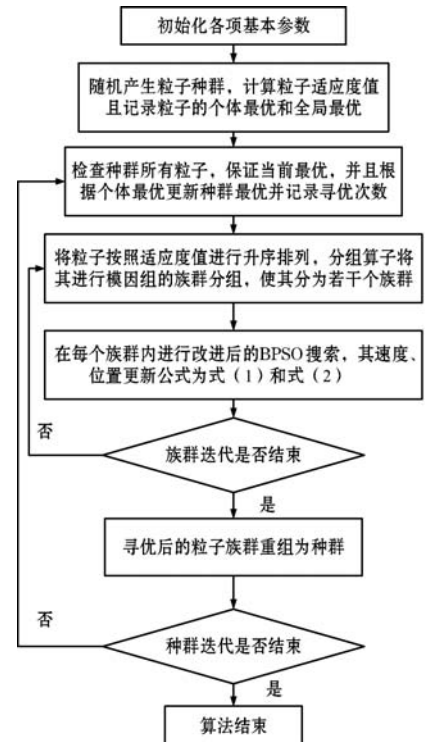 初始化各项基本参数
随机产生粒子种群，计算粒子适应度值
且记录粒子的个体最优和全局最优
检查种群所有粒子，保证当前最优，并且根
据个体最优更新种群最优并记录寻优次数
将粒子按照适应度值进行升序排列，分组算子将
其进行模因组的族群分组，使其分为若干个族群
在每个族群内进行改进后的BPSO搜索，其速度、
位置更新公式为式（1）和式（2）
否
族群迭代是否结束
是
寻优后的粒子族群重组为种群
否
种群迭代是否结束
是
算法结束